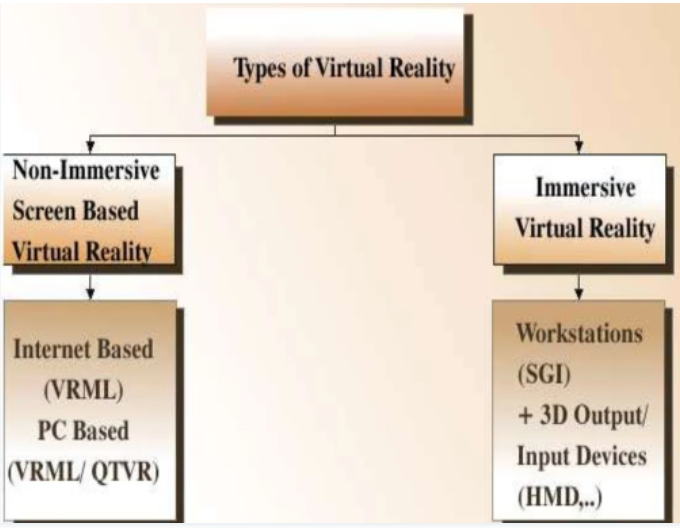 Types of Virtual Reality
Non-Immersive
Screen Based
Virtual Reality
Immersive
Virtual Reality
Internet Based
(VRML)
PC Based
(VRML/ QTVR)
Workstations
(SGI)
+ 3D Output/
Input Devices
(HMD,..)